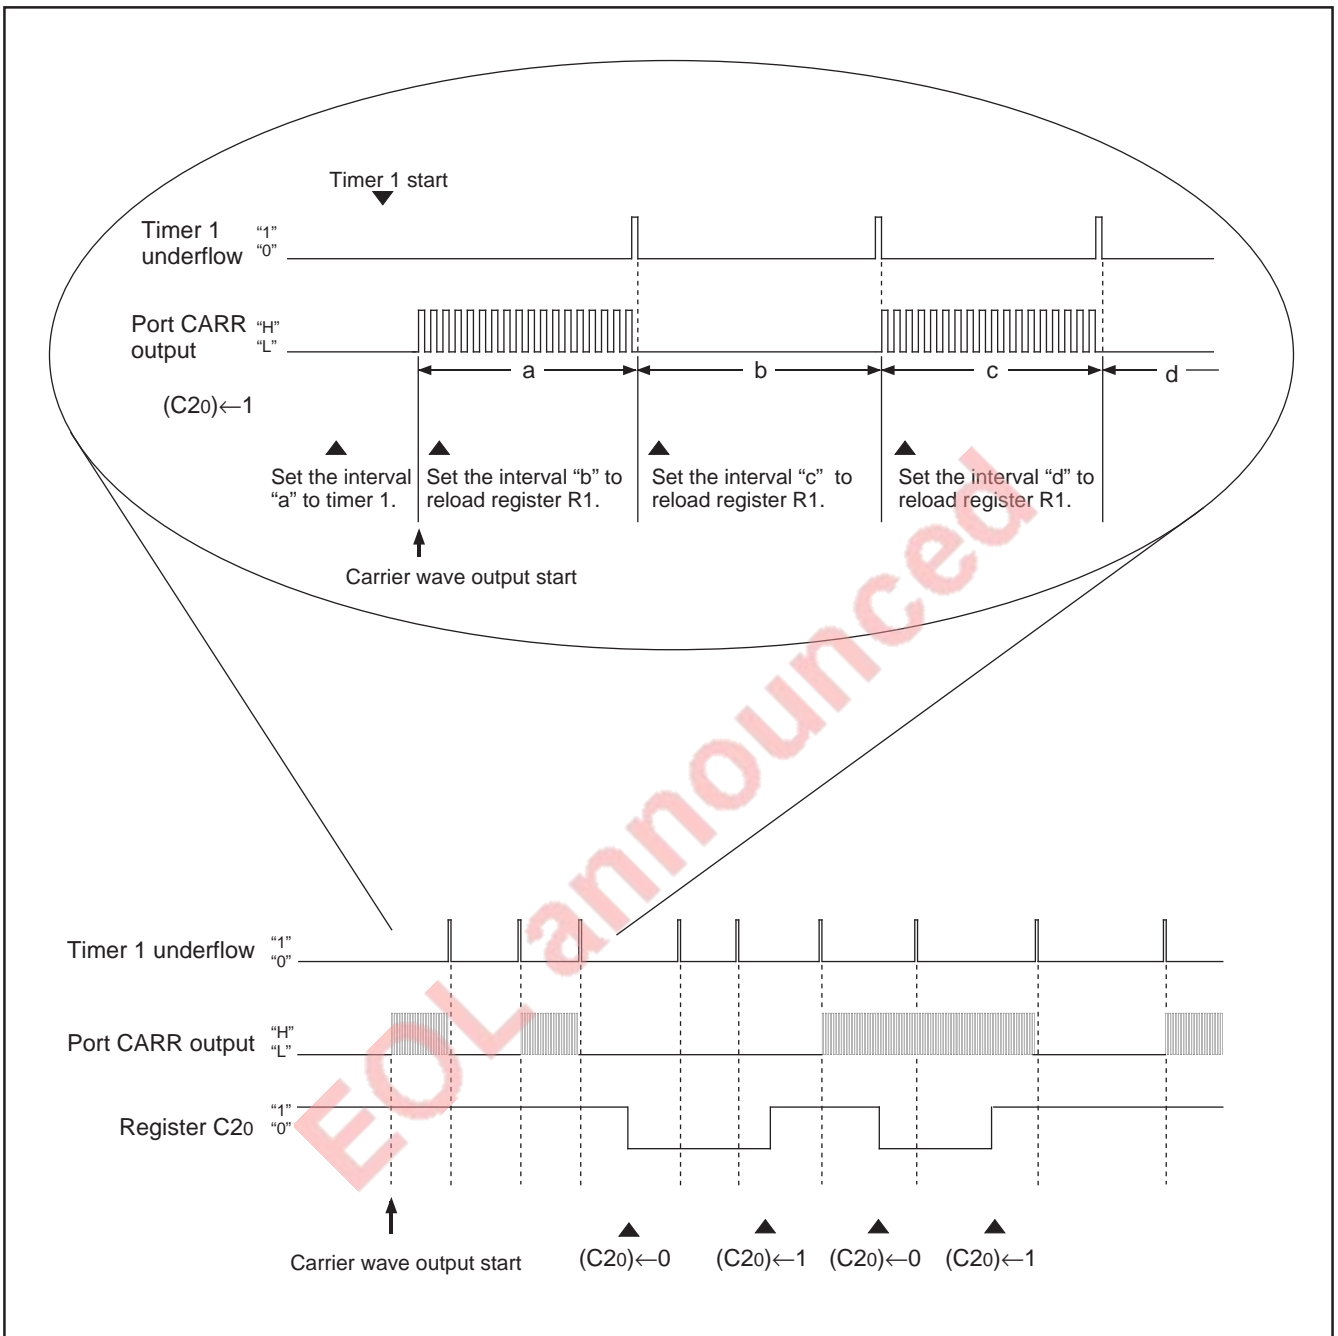 Timer 1 start
Timer 1
underflow
“1”
“0”
Port CARR
output
“H”
“L”
a
b
c
d
(C20)←1
Set the interval
“a” to timer 1.
Set the interval “b” to
reload register R1.
Set the interval “c” to
reload register R1.
Set the interval “d” to
reload register R1.
Carrier wave output start
EOL announced
Timer 1 underflow
“1”
“0”
Port CARR output
“H”
“L”
Register C20
“1”
“0”
Carrier wave output start
(C20)←0
(C20)←1
(C20)←0
(C20)←1